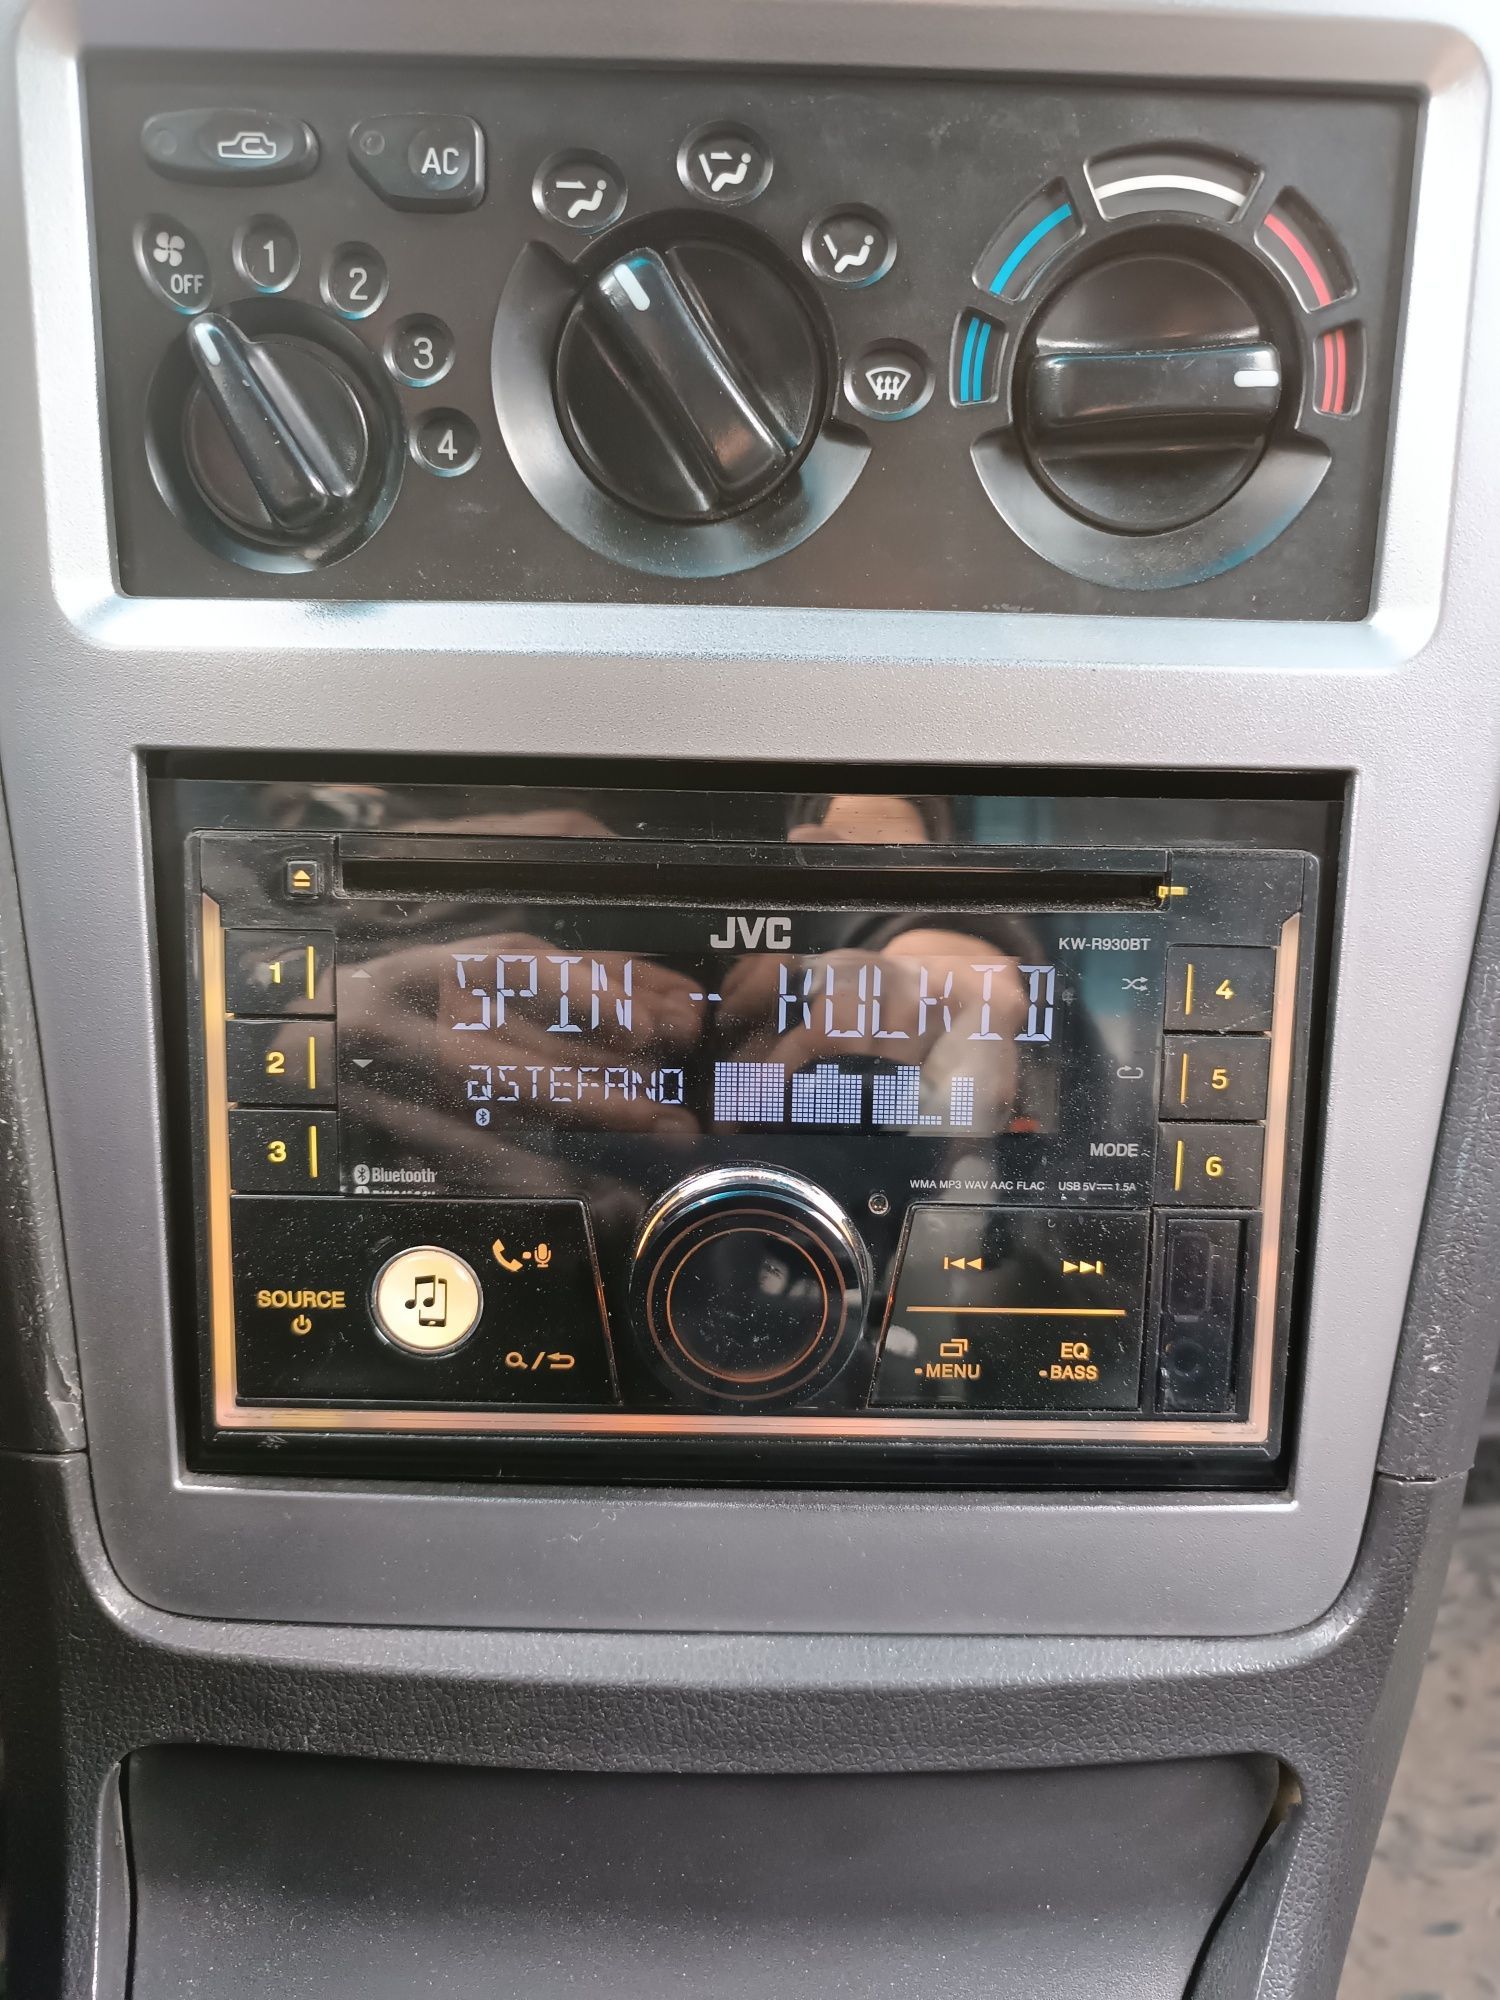 AC
OFF
1
2
3
4
JVC
KW-R930BT
SPIN -- KULKID
QSTEFANO
1
2
3
4
5
6
MODE
Bluetooth
WMA MP3 WAV AAC FLAC USB 5V 1.5A
SOURCE
MENU
EQ
BASS